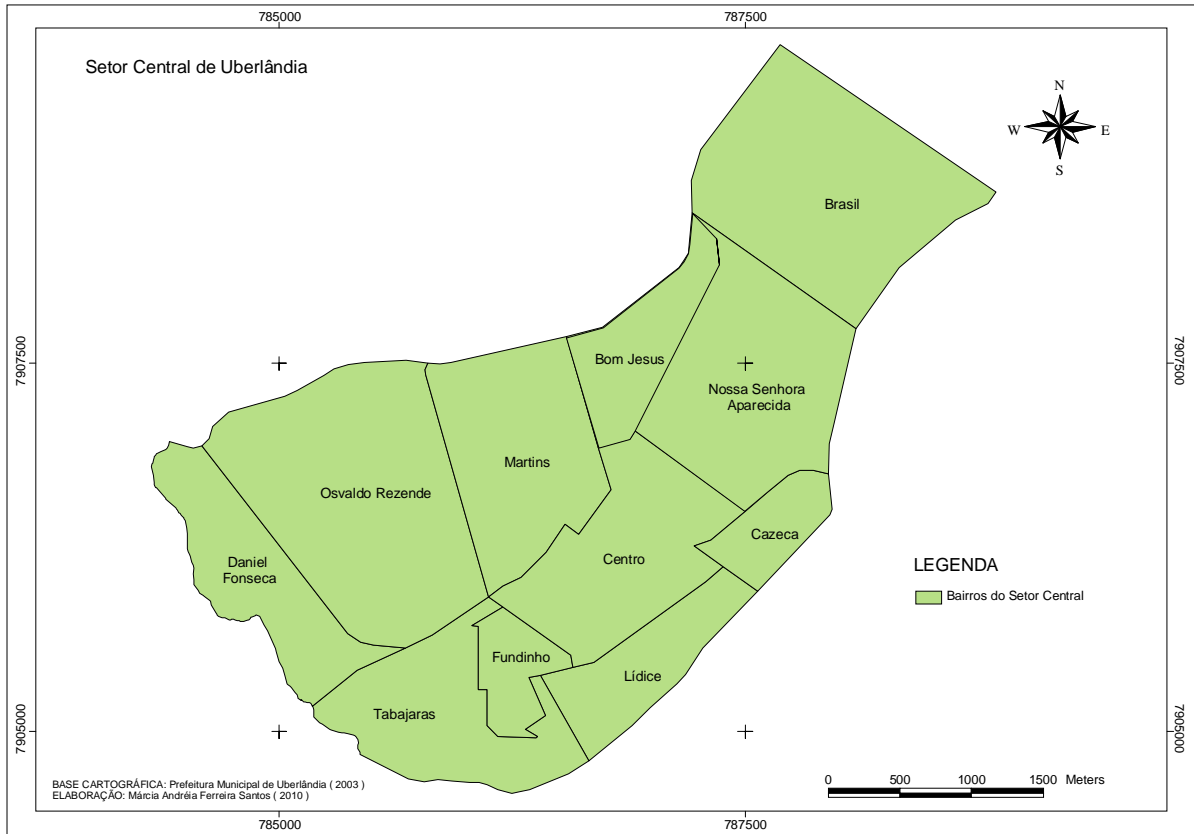 785000
787500
Setor Central de Uberlândia
N
W
E
S
Brasil
7907500
7907500
Bom Jesus
Nossa Senhora
Aparecida
Martins
Osvaldo Rezende
Cazeca
Centro
Daniel
Fonseca
LEGENDA
Bairros do Setor Central
Fundinho
Lídice
Tabajaras
7905000
7905000
BASE CARTOGRÁFICA: Prefeitura Municipal de Uberlândia ( 2003 )
ELABORAÇÃO: Márcia Andréia Ferreira Santos ( 2010 )
0 500 1000 1500 Meters
785000
787500